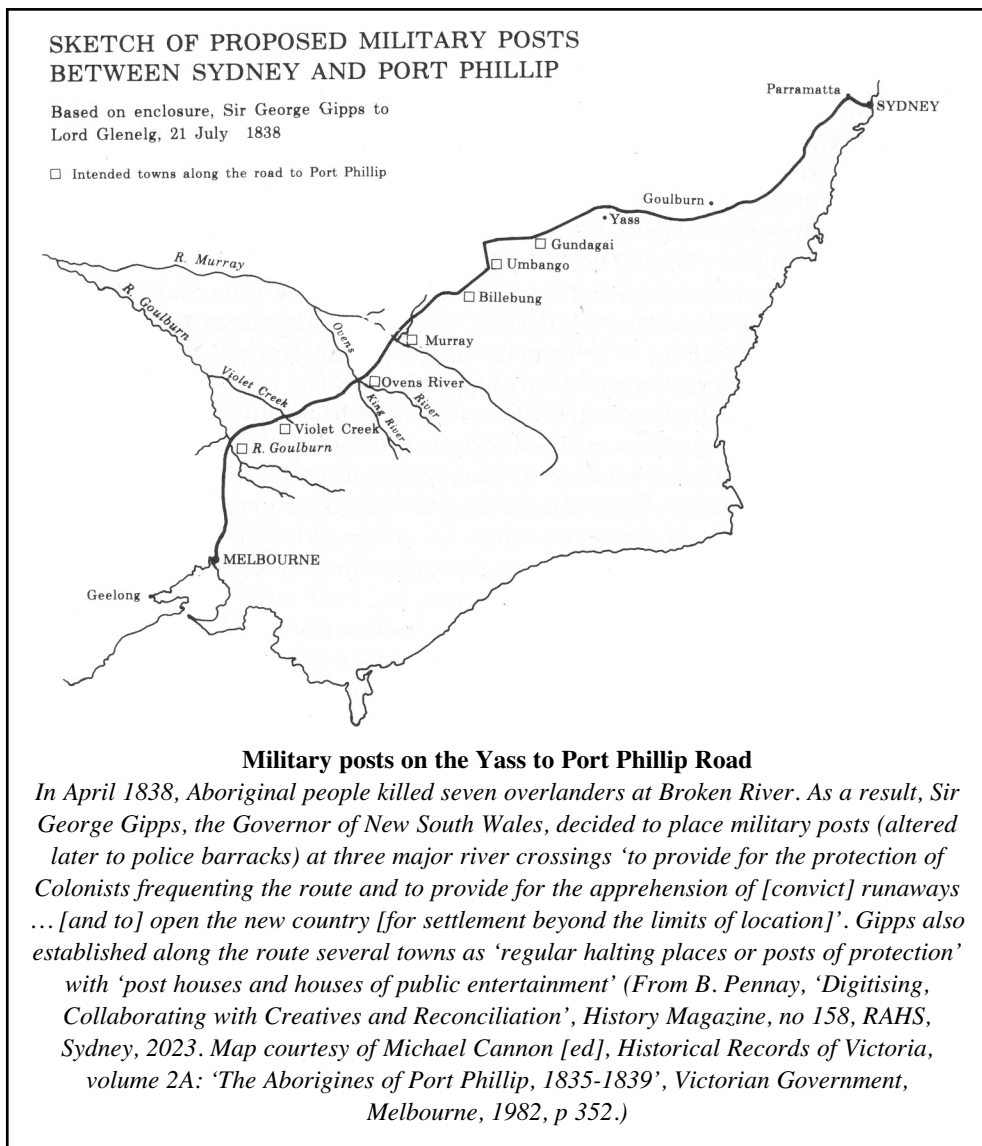 SKETCH OF PROPOSED MILITARY POSTS
BETWEEN SYDNEY AND PORT PHILLIP
Based on enclosure, Sir George Gipps to
Lord Glenelg, 21 July 1838
□ Intended towns along the road to Port Phillip
Parramatta
SYDNEY
Goulburn
Yass
Gundagai
Umbango
Billebung
R. Murray
R. Goulburn
Ovens
Murray
Ovens River
River
King River
Violet Creek
Violet Creek
R. Goulburn
MELBOURNE
Geelong
Military posts on the Yass to Port Phillip Road
In April 1838, Aboriginal people killed seven overlanders at Broken River. As a result, Sir
George Gipps, the Governor of New South Wales, decided to place military posts (altered
later to police barracks) at three major river crossings ‘to provide for the protection of
Colonists frequenting the route and to provide for the apprehension of [convict] runaways
… [and to] open the new country [for settlement beyond the limits of location]’. Gipps also
established along the route several towns as ‘regular halting places or posts of protection’
with ‘post houses and houses of public entertainment’ (From B. Pennay, ‘Digitising,
Collaborating with Creatives and Reconciliation’, History Magazine, no 158, RAHS,
Sydney, 2023. Map courtesy of Michael Cannon [ed], Historical Records of Victoria,
volume 2A: ‘The Aborigines of Port Phillip, 1835-1839’, Victorian Government,
Melbourne, 1982, p 352.)